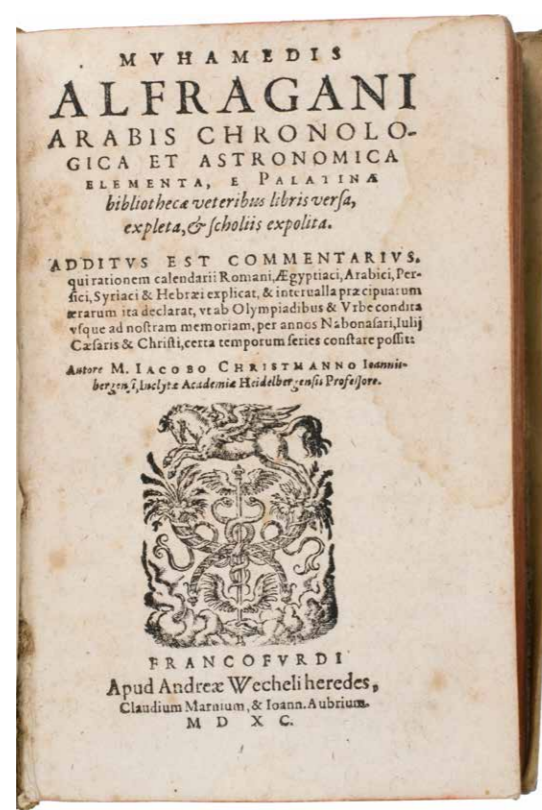 MVHAMEDIS
ALFRAGANI
ARABIS CHRONOLO-
GICA ET ASTRONOMICA
ELEMENTA, E PALATINÆ
bibliothecæ veteribus libris versa,
expleta, & scholiis expolita.
ADDITVS EST COMMENTARIVS.
qui rationem calendarii Romani, Ægyptiaci, Arabici, Per-
sici, Syriaci & Hebræi explicat, & interualla præcipuarum
ærarum ita declarat, vt ab Olympiadibus & Vrbe condita
vsque ad nostram memoriam, per annos Nabonasari, Iulij
Cæsaris & Christi, certa temporum series constare possit:
Autore M. IACOBO CHRISTMANNO Ioannis-
bergensi, Inclytæ Academiæ Heidelbergensis Professore.
FRANCOFVRDI
Apud Andreæ Wecheli heredes,
Claudium Marnium, & Ioann. Aubrium.
M D X C.